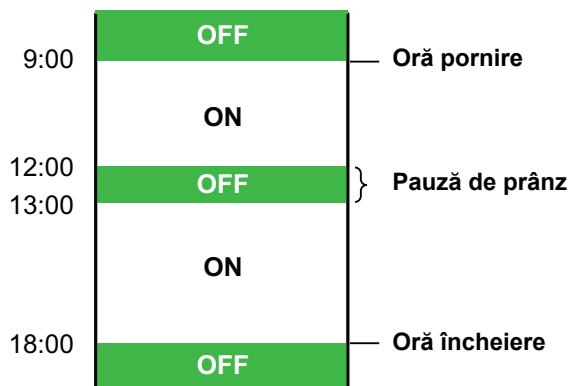 OFF
9:00 Oră pornire
ON
12:00
OFF Pauză de prânz
13:00
ON
18:00 Oră încheiere
OFF